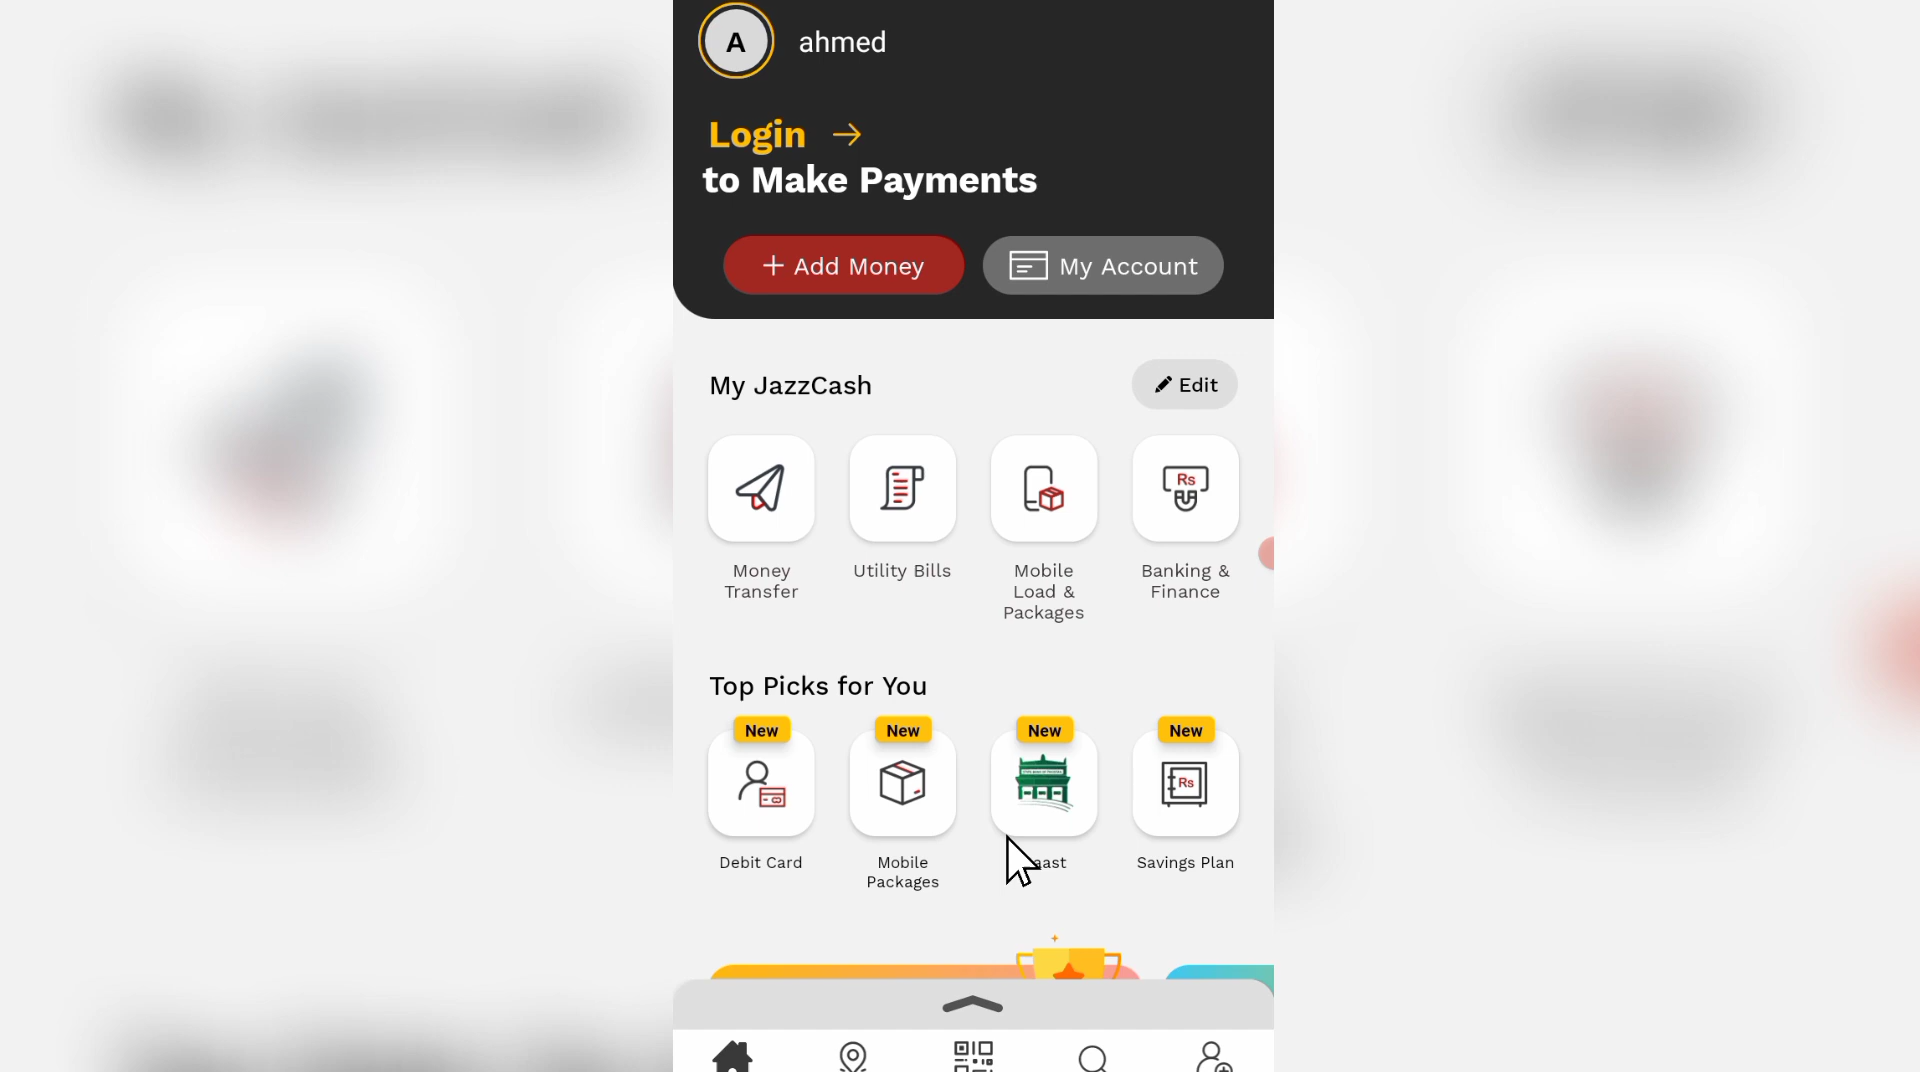 A
ahmed
Login →
to Make Payments
+ Add Money
My Account
My JazzCash
Edit
Rs
Money
Transfer
Utility Bills
Mobile
Load &
Packages
Banking &
Finance
Top Picks for You
New
New
New
New
Rs
Debit Card
Mobile
Packages
aast
Savings Plan